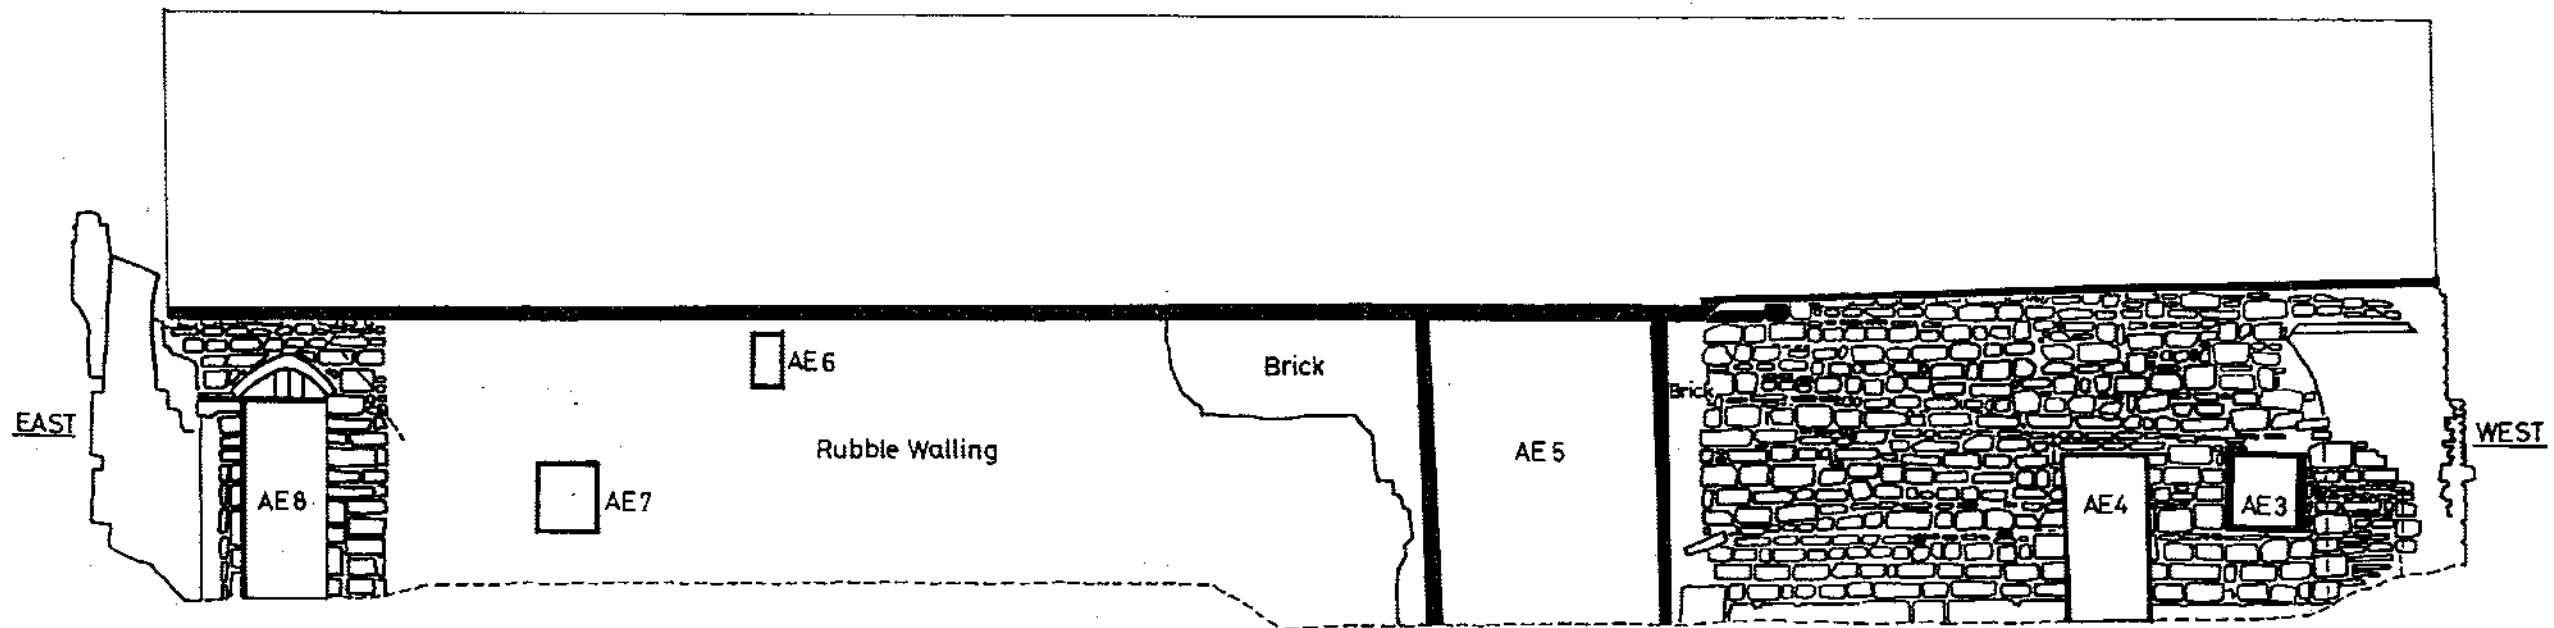 AE6
Brick
Brick
EAST
Rubble Walling
AE5
WEST
AE8
AE7
AE4
AE3